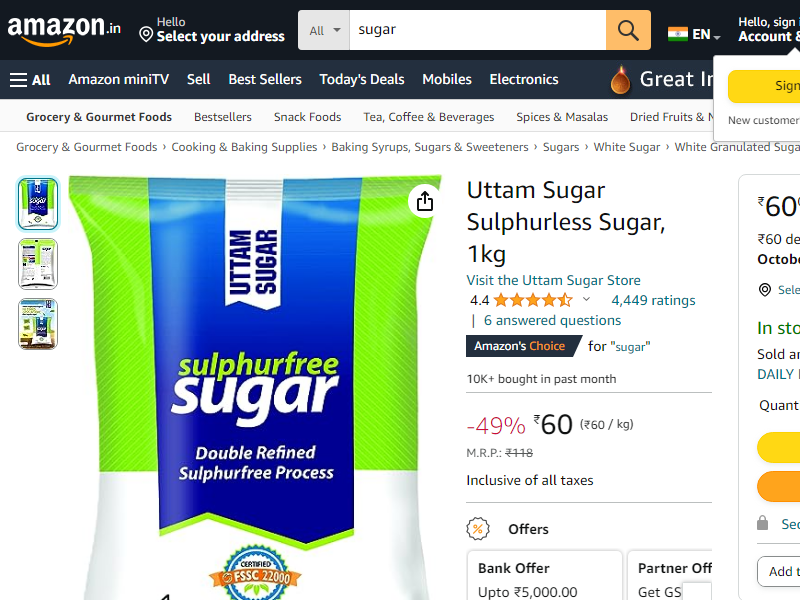 amazon.in
Hello
Select your address
All
sugar
EN
Hello, sign
Account &
All
Amazon miniTV
Sell
Best Sellers
Today's Deals
Mobiles
Electronics
Great
Sign
New customer
Grocery & Gourmet Foods
Bestsellers
Snack Foods
Tea, Coffee & Beverages
Spices & Masalas
Dried Fruits &
Grocery & Gourmet Foods › Cooking & Baking Supplies › Baking Syrups, Sugars & Sweeteners › Sugars › White Sugar › White Granulated Suga
UTTAM
SUGAR
sulphurfree
sugar
Double Refined
Sulphurfree Process
CERTIFIED
FSSC 22000
Uttam Sugar
Sulphurless Sugar,
1kg
Visit the Uttam Sugar Store
4.4
4,449 ratings
| 6 answered questions
Amazon's Choice for "sugar"
10K+ bought in past month
-49% ₹60 (₹60 / kg)
M.R.P.: ₹118
Inclusive of all taxes
Offers
Bank Offer
Upto ₹5,000.00
Partner Off
Get GS
₹60
₹60 de
Octobe
Sele
In sto
Sold an
DAILY
Quant
Sec
Add t